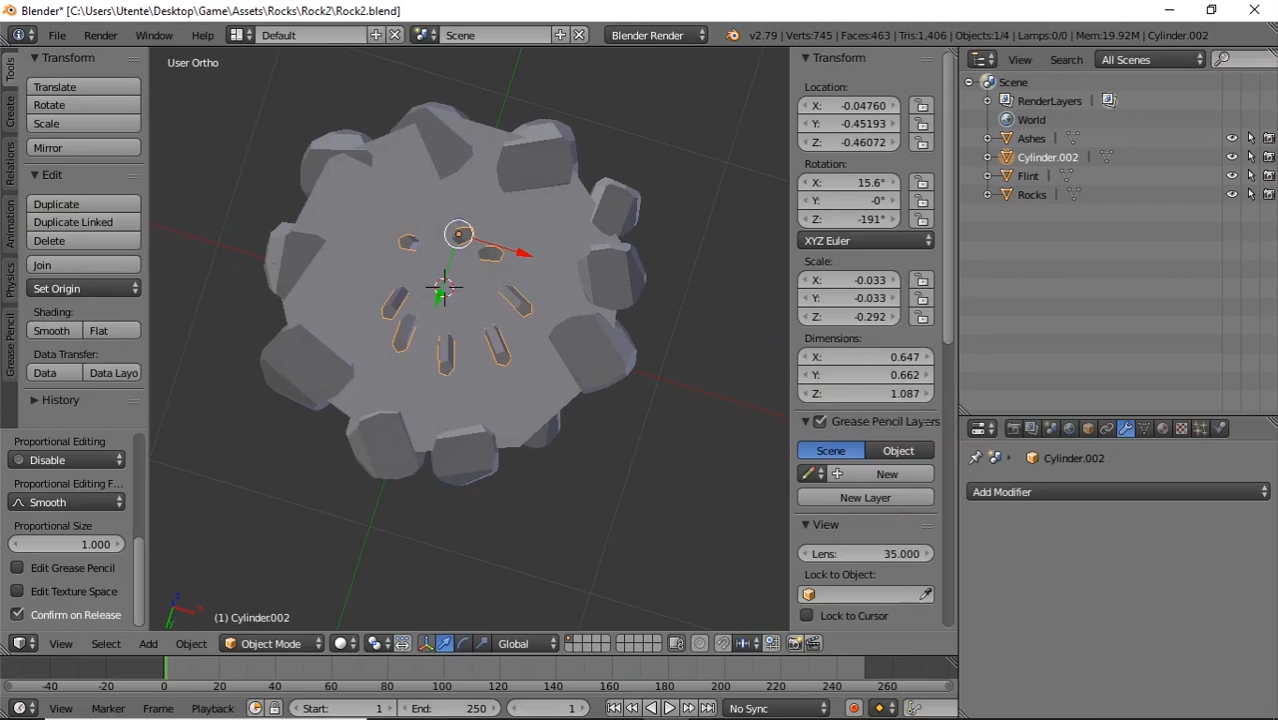 Blender* [C:\Users\Utente\Desktop\Game\Assets\Rocks\Rock2\Rock2.blend]
File Render Window Help Default Scene Blender Render v2.79 | Verts:745 | Faces:463 | Tris:1,406 | Objects:1/4 | Lamps:0/0 | Mem:19.92M | Cylinder.002
Tools
Create
Relations
Animation
Physics
Grease Pencil
Transform
Translate
Rotate
Scale
Mirror
Edit
Duplicate
Duplicate Linked
Delete
Join
Set Origin
Shading:
Smooth Flat
Data Transfer:
Data Data Layo
History
Proportional Editing
Disable
Proportional Editing F...
Smooth
Proportional Size
1.000
Edit Grease Pencil
Edit Texture Space
Confirm on Release
User Ortho
z
x
y
(1) Cylinder.002
Transform
Location:
X: -0.04760
Y: -0.45193
Z: -0.46072
Rotation:
X: 15.6°
Y: -0°
Z: -191°
XYZ Euler
Scale:
X: -0.033
Y: -0.033
Z: -0.292
Dimensions:
X: 0.647
Y: 0.662
Z: 1.087
Grease Pencil Layers
Scene Object
New
New Layer
View
Lens: 35.000
Lock to Object:
Lock to Cursor
View Search All Scenes
Scene
RenderLayers
World
Ashes
Cylinder.002
Flint
Rocks
Cylinder.002
Add Modifier
View Select Add Object Object Mode Global
-40 -20 0 20 40 60 80 100 120 140 160 180 200 220 240 260
View Marker Frame Playback Start: 1 End: 250 1 No Sync